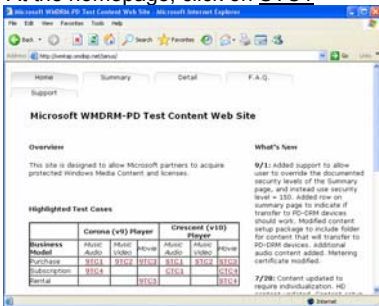 Microsoft WMDRM-PD Test Content Web Site - Microsoft Internet Explorer
File Edit View Favorites Tools Help
Back Search Favorites
Address
Home Summary Detail F.A.Q.
Support
Microsoft WMDRM-PD Test Content Web Site
Overview
This site is designed to allow Microsoft partners to acquire
protected Windows Media Content and licenses.
Highlighted Test Cases
Corona (v9) Player Crescent (v10) Player
Business Model Music Audio Music Video Movie Music Audio Music Video Movie
Purchase STC1 STC2 STC3 STC1 STC2 STC3
Subscription STC4 CTC1 CTC4
Rental STC5 CTC4
What's New
9/1: Added support to allow
user to override the documented
security levels of the Summary
page, and instead use security
level = 150. Added row on
summary page to indicate if
transfer to PD-DRM devices
should work. Modified content
setup package to include folder
for content that will transfer to
PD-DRM devices. Additional
audio content added. Metering
certificate modified.
7/20: Content updated to
require individualization. HD
Internet